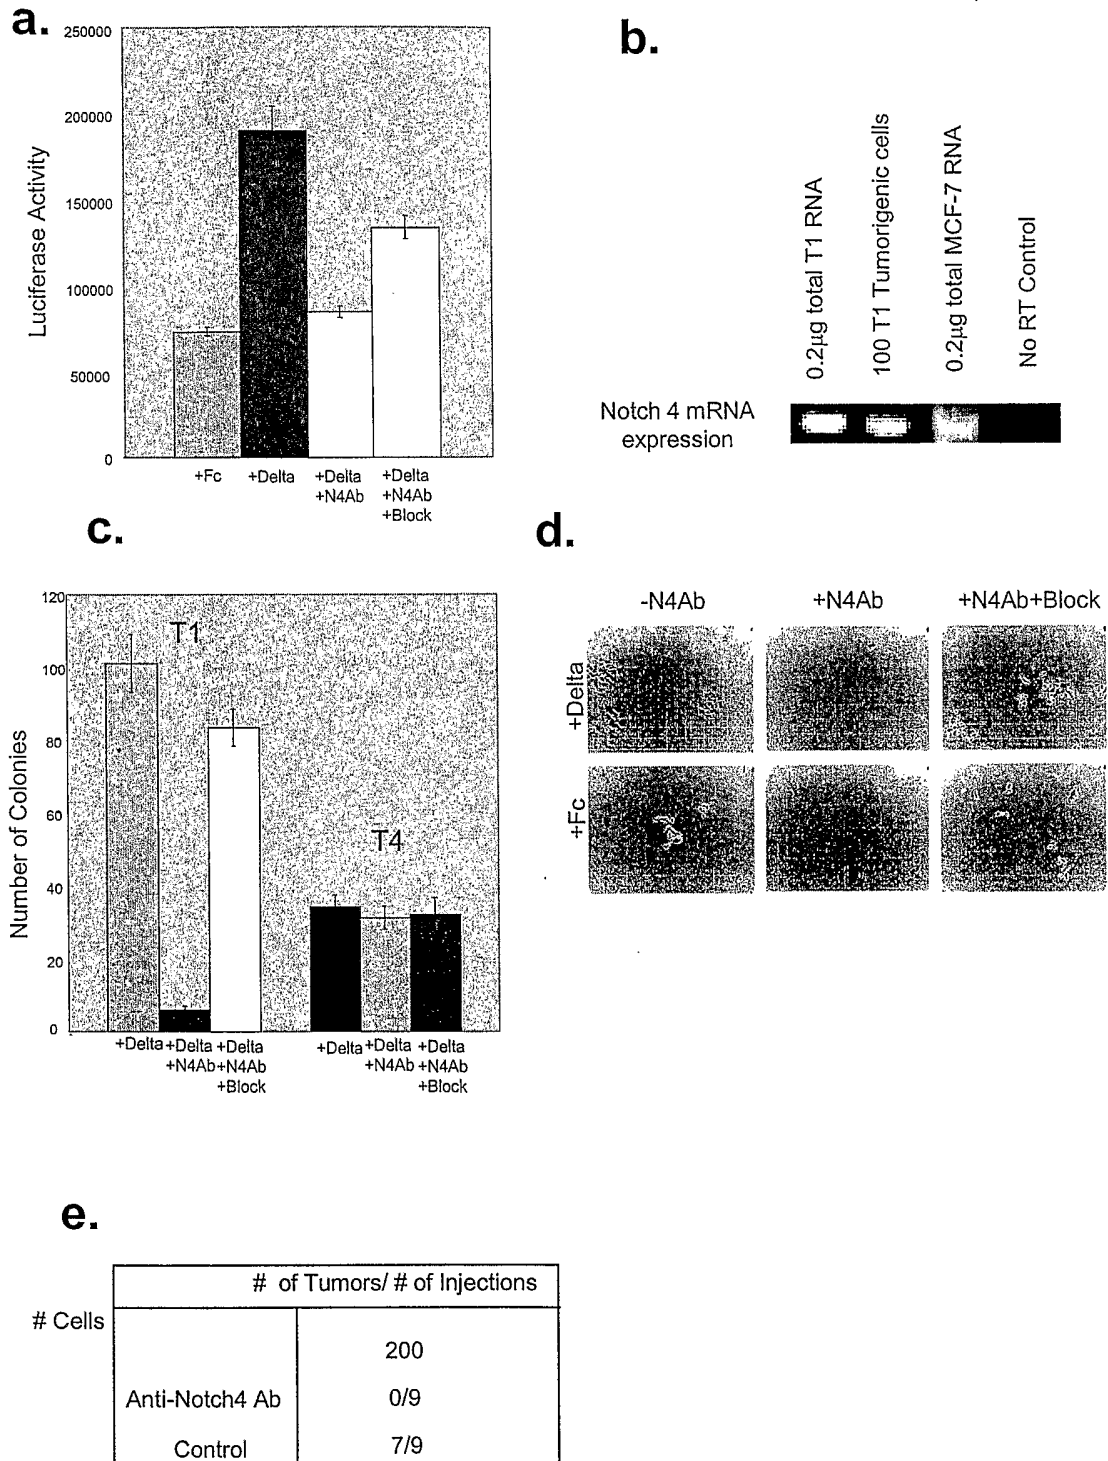 a.
250000
200000
150000
100000
50000
0
Luciferase Activity
+Fc
+Delta
+Delta
+N4Ab
+Delta
+N4Ab
+Block
b.
0.2µg total T1 RNA
100 T1 Tumorigenic cells
0.2µg total MCF-7 RNA
No RT Control
Notch 4 mRNA
expression
c.
120
100
80
60
40
20
0
Number of Colonies
T1
T4
+Delta
+Delta
+N4Ab
+Delta
+N4Ab
+Block
+Delta
+Delta
+N4Ab
+Delta
+N4Ab
+Block
d.
-N4Ab
+N4Ab
+N4Ab+Block
+Delta
+Fc
e.
# of Tumors/ # of Injections
# Cells
200
Anti-Notch4 Ab
0/9
Control
7/9